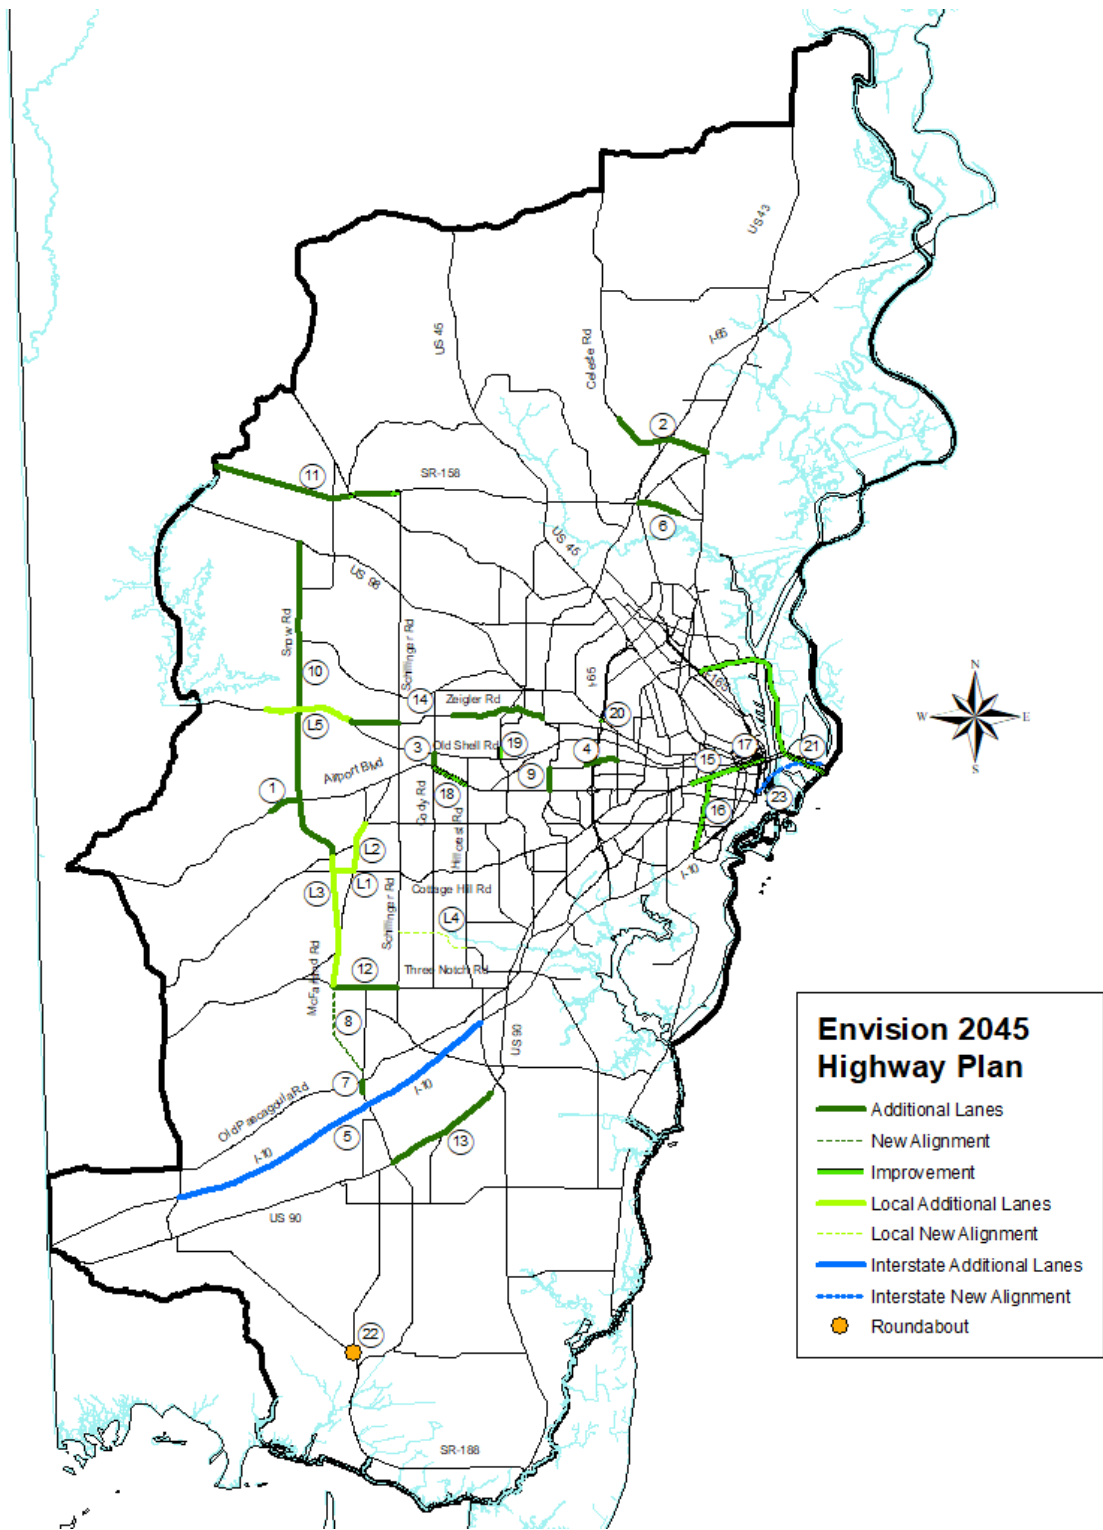 US 43
I-65
US 45
Celeste Rd
2
11
SR-158
6
US 45
US 98
Snow Rd
Schillinger Rd
I-65
10
14
Zeigler Rd
I-165
N
W
E
S
L5
20
3
Old Shell Rd
19
4
17
21
15
Airport Blvd
9
1
18
23
Cody Rd
16
Hillcrest Rd
L2
I-10
L3
L1
Cottage Hill Rd
Schillinger Rd
L4
McFarland Rd
12
Three Notch Rd
8
US 90
7
I-10
Old Pascagoula Rd
5
13
I-10
US 90
22
SR-188
Envision 2045
Highway Plan
Additional Lanes
New Alignment
Improvement
Local Additional Lanes
Local New Alignment
Interstate Additional Lanes
Interstate New Alignment
Roundabout